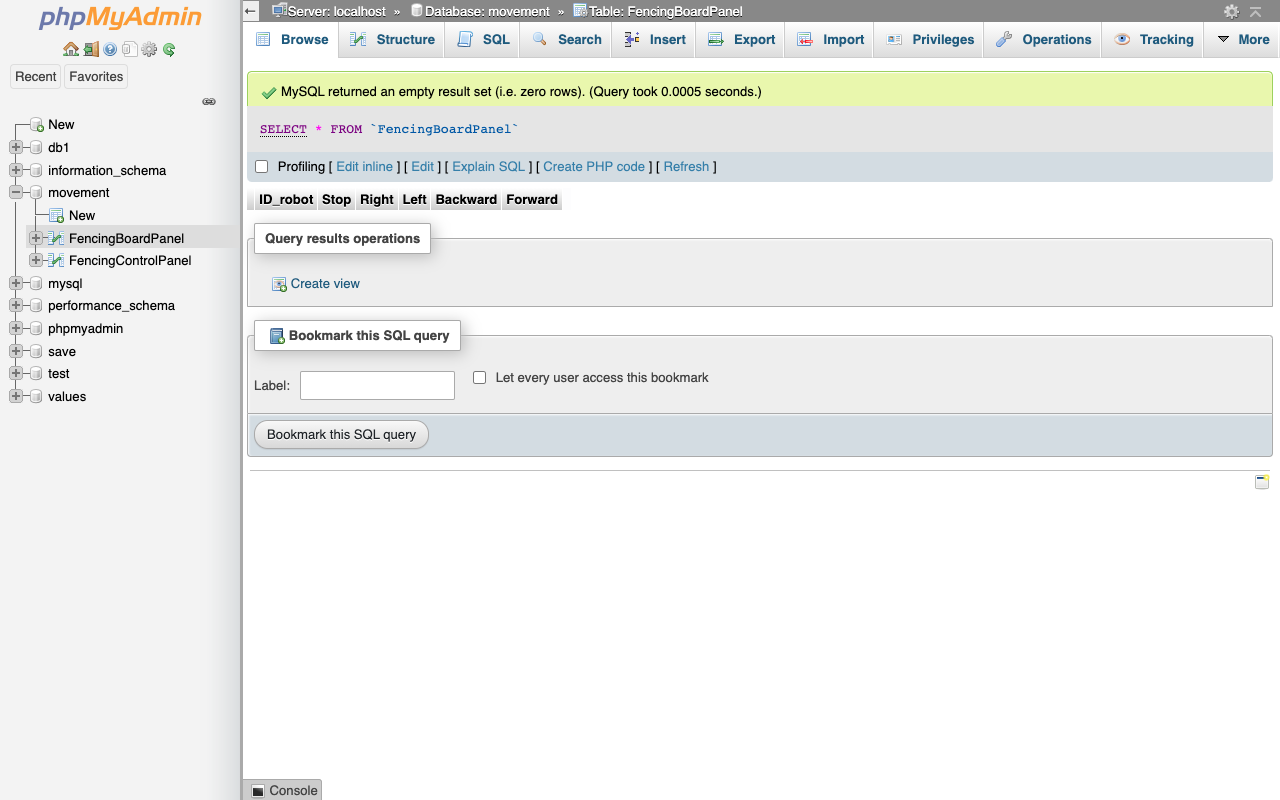 phpMyAdmin
Recent
Favorites
New
db1
information_schema
movement
New
FencingBoardPanel
FencingControlPanel
mysql
performance_schema
phpmyadmin
save
test
values
Server: localhost » Database: movement » Table: FencingBoardPanel
Browse Structure SQL Search Insert Export Import Privileges Operations Tracking More
MySQL returned an empty result set (i.e. zero rows). (Query took 0.0005 seconds.)
SELECT * FROM `FencingBoardPanel`
Profiling [ Edit inline ] [ Edit ] [ Explain SQL ] [ Create PHP code ] [ Refresh ]
ID_robot Stop Right Left Backward Forward
Query results operations
Create view
Bookmark this SQL query
Label:
Let every user access this bookmark
Bookmark this SQL query
Console